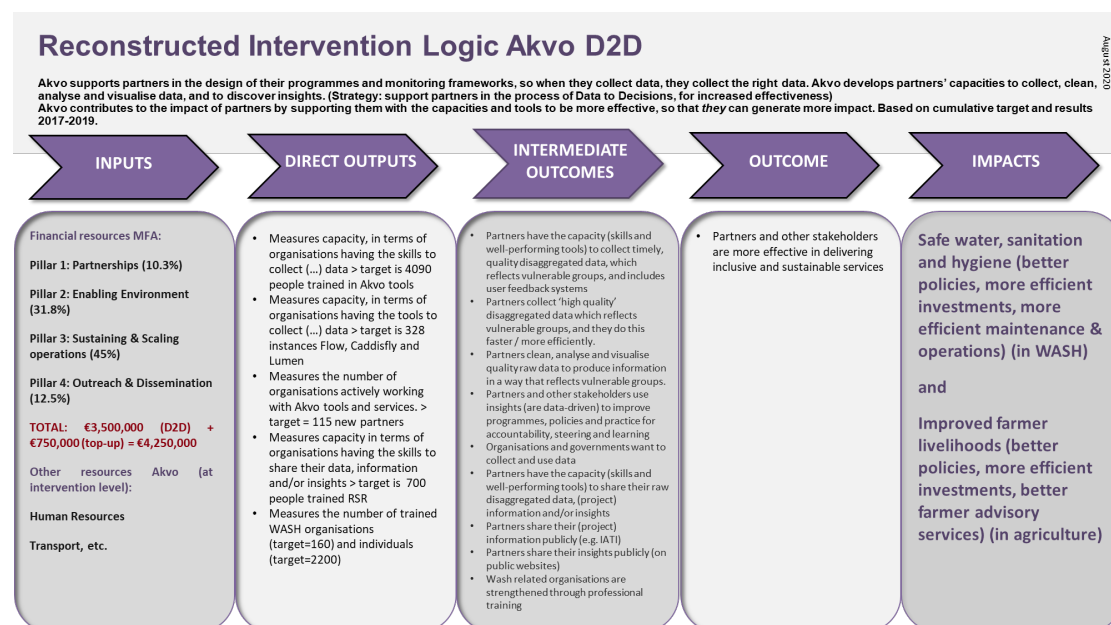 Reconstructed Intervention Logic Akvo D2D
August 2020
Akvo supports partners in the design of their programmes and monitoring frameworks, so when they collect data, they collect the right data. Akvo develops partners’ capacities to collect, clean,
analyse and visualise data, and to discover insights. (Strategy: support partners in the process of Data to Decisions, for increased effectiveness)
Akvo contributes to the impact of partners by supporting them with the capacities and tools to be more effective, so that they can generate more impact. Based on cumulative target and results
2017-2019.
INPUTS
Financial resources MFA:
Pillar 1: Partnerships (10.3%)
Pillar 2: Enabling Environment
(31.8%)
Pillar 3: Sustaining & Scaling
operations (45%)
Pillar 4: Outreach & Dissemination
(12.5%)
TOTAL: €3,500,000 (D2D) +
€750,000 (top-up) = €4,250,000
Other resources Akvo (at
intervention level):
Human Resources
Transport, etc.
DIRECT OUTPUTS
• Measures capacity, in terms of
organisations having the skills to
collect (…) data > target is 4090
people trained in Akvo tools
• Measures capacity, in terms of
organisations having the tools to
collect (…) data > target is 328
instances Flow, Caddisfly and
Lumen
• Measures the number of
organisations actively working
with Akvo tools and services. >
target = 115 new partners
• Measures capacity in terms of
organisations having the skills to
share their data, information
and/or insights > target is 700
people trained RSR
• Measures the number of trained
WASH organisations
(target=160) and individuals
(target=2200)
INTERMEDIATE
OUTCOMES
• Partners have the capacity (skills and
well-performing tools) to collect timely,
quality disaggregated data, which
reflects vulnerable groups, and includes
user feedback systems
• Partners collect ‘high quality’
disaggregated data which reflects
vulnerable groups, and they do this
faster / more efficiently.
• Partners clean, analyse and visualise
quality raw data to produce information
in a way that reflects vulnerable groups.
• Partners and other stakeholders use
insights (are data-driven) to improve
programmes, policies and practice for
accountability, steering and learning
• Organisations and governments want to
collect and use data
• Partners have the capacity (skills and
well-performing tools) to share their raw
disaggregated data, (project)
information and/or insights
• Partners share their (project)
information publicly (e.g. IATI)
• Partners share their insights publicly (on
public websites)
• Wash related organisations are
strengthened through professional
training
OUTCOME
• Partners and other stakeholders
are more effective in delivering
inclusive and sustainable services
IMPACTS
Safe water, sanitation
and hygiene (better
policies, more efficient
investments, more
efficient maintenance &
operations) (in WASH)
and
Improved farmer
livelihoods (better
policies, more efficient
investments, better
farmer advisory
services) (in agriculture)